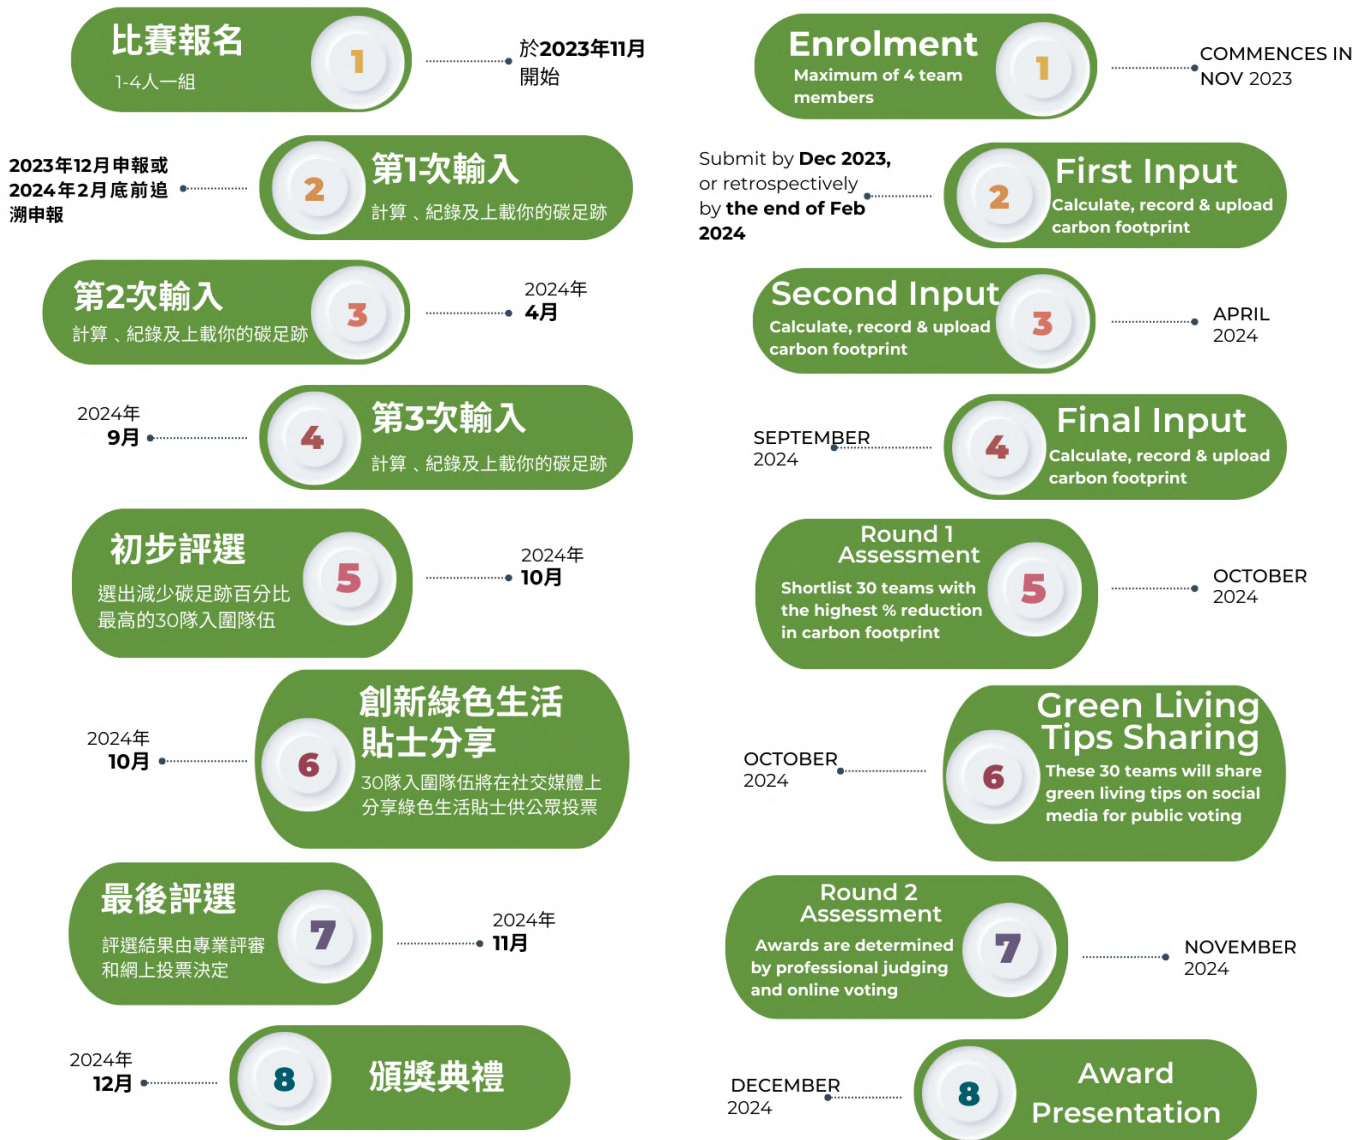 比賽報名
1-4人一組
1
於2023年11月
開始
2023年12月申報或
2024年2月底前追
溯申報
2
第1次輸入
計算﹑紀錄及上載你的碳足跡
第2次輸入
計算﹑紀錄及上載你的碳足跡
3
2024年
4月
2024年
9月
4
第3次輸入
計算﹑紀錄及上載你的碳足跡
初步評選
選出減少碳足跡百分比
最高的30隊入圍隊伍
5
2024年
10月
2024年
10月
6
創新綠色生活
貼士分享
30隊入圍隊伍將在社交媒體上
分享綠色生活貼士供公眾投票
最後評選
評選結果由專業評審
和網上投票決定
7
2024年
11月
2024年
12月
8
頒獎典禮
Enrolment
Maximum of 4 team
members
1
COMMENCES IN
NOV 2023
Submit by Dec 2023,
or retrospectively
by the end of Feb
2024
2
First Input
Calculate, record & upload
carbon footprint
Second Input
Calculate, record & upload
carbon footprint
3
APRIL
2024
SEPTEMBER
2024
4
Final Input
Calculate, record & upload
carbon footprint
Round 1
Assessment
Shortlist 30 teams with
the highest % reduction
in carbon footprint
5
OCTOBER
2024
OCTOBER
2024
6
Green Living
Tips Sharing
These 30 teams will share
green living tips on social
media for public voting
Round 2
Assessment
Awards are determined
by professional judging
and online voting
7
NOVEMBER
2024
DECEMBER
2024
8
Award
Presentation